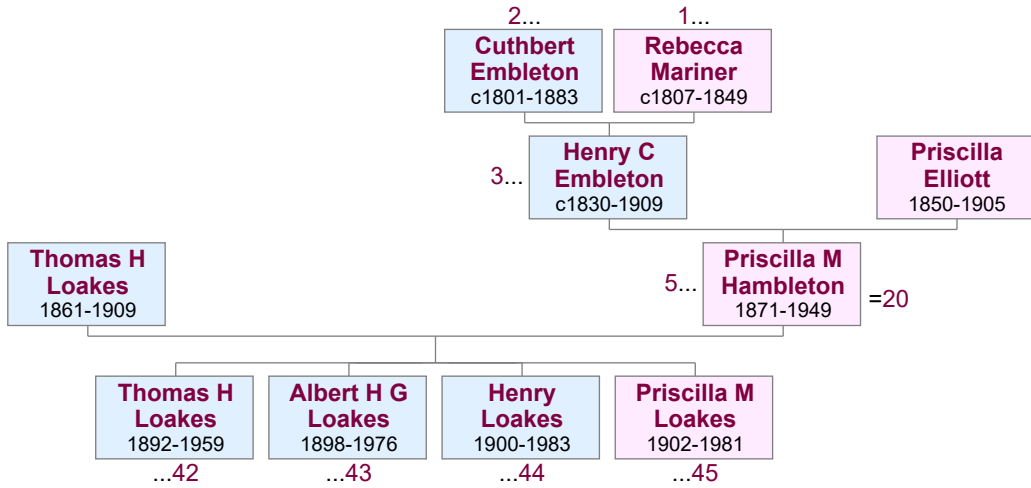 2...
1...
Cuthbert
Embleton
c1801-1883
Rebecca
Mariner
c1807-1849
3...
Henry C
Embleton
c1830-1909
Priscilla
Elliott
1850-1905
Thomas H
Loakes
1861-1909
5...
Priscilla M
Hambleton
1871-1949
=20
Thomas H
Loakes
1892-1959
Albert H G
Loakes
1898-1976
Henry
Loakes
1900-1983
Priscilla M
Loakes
1902-1981
...42
...43
...44
...45